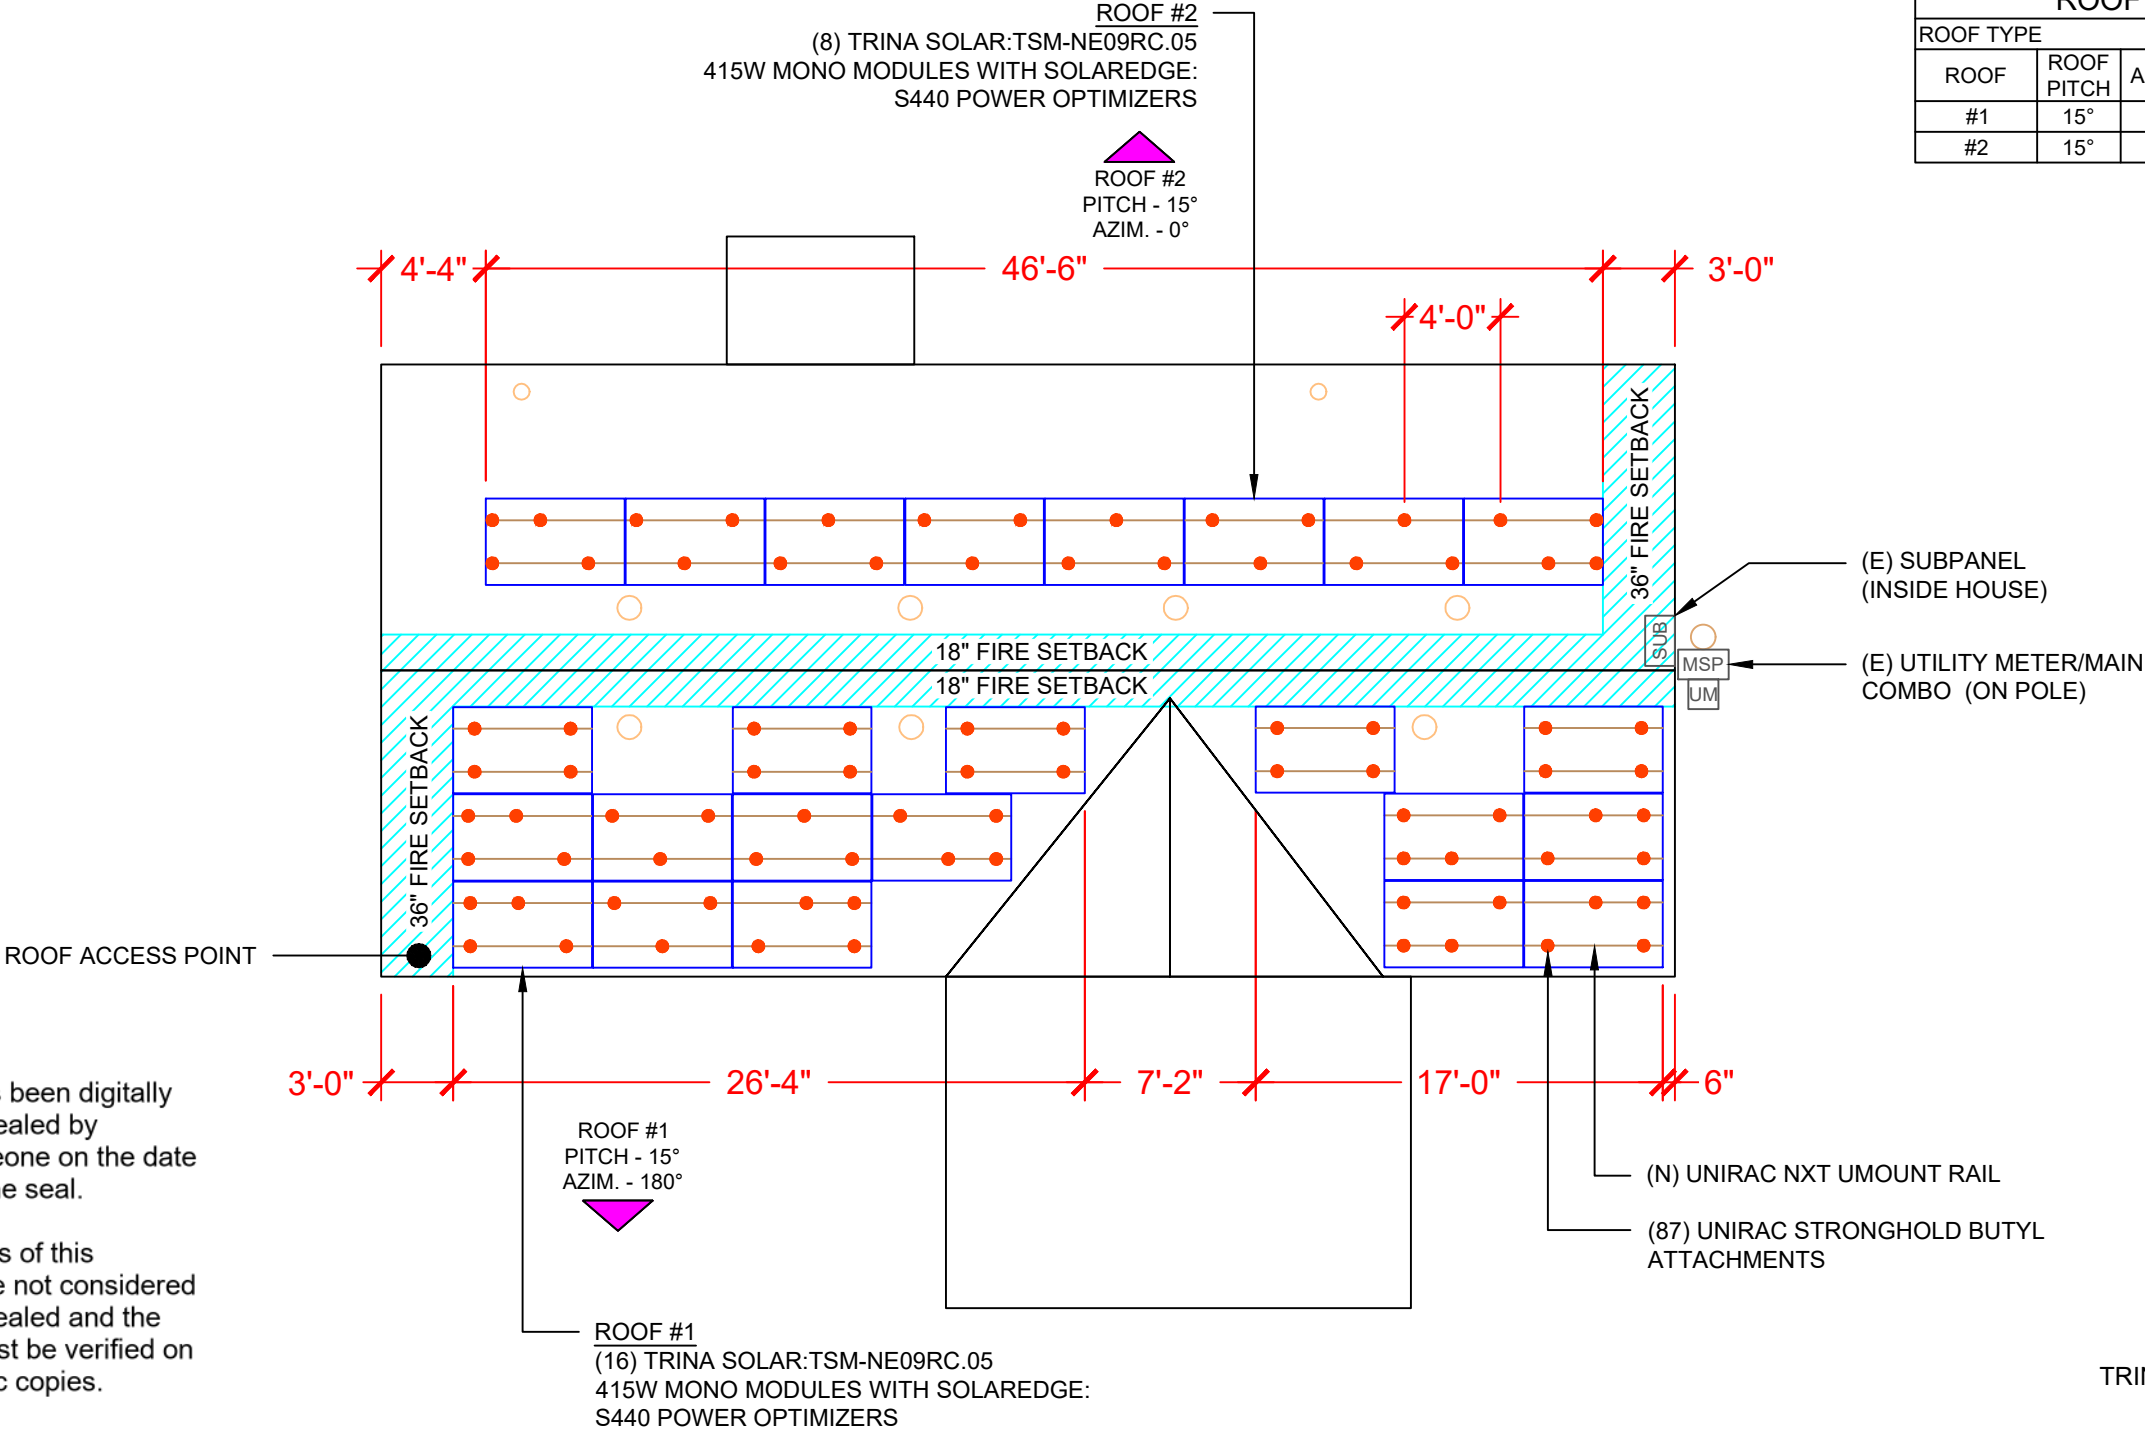 ROOF #2
(8) TRINA SOLAR:TSM-NE09RC.05
415W MONO MODULES WITH SOLAREDGE:
S440 POWER OPTIMIZERS
ROOF
ROOF TYPE
ROOF
ROOF PITCH
A
#1
15°
#2
15°
ROOF #2
PITCH - 15°
AZIM. - 0°
4'-4"
46'-6"
3'-0"
4'-0"
36" FIRE SETBACK
18" FIRE SETBACK
18" FIRE SETBACK
36" FIRE SETBACK
SUB
MSP
UM
(E) SUBPANEL
(INSIDE HOUSE)
(E) UTILITY METER/MAIN
COMBO (ON POLE)
ROOF ACCESS POINT
3'-0"
26'-4"
7'-2"
17'-0"
6"
been digitally
ealed by
eone on the date
e seal.
s of this
e not considered
ealed and the
st be verified on
c copies.
ROOF #1
PITCH - 15°
AZIM. - 180°
(N) UNIRAC NXT UMOUNT RAIL
(87) UNIRAC STRONGHOLD BUTYL
ATTACHMENTS
ROOF #1
(16) TRINA SOLAR:TSM-NE09RC.05
415W MONO MODULES WITH SOLAREDGE:
S440 POWER OPTIMIZERS
TRI